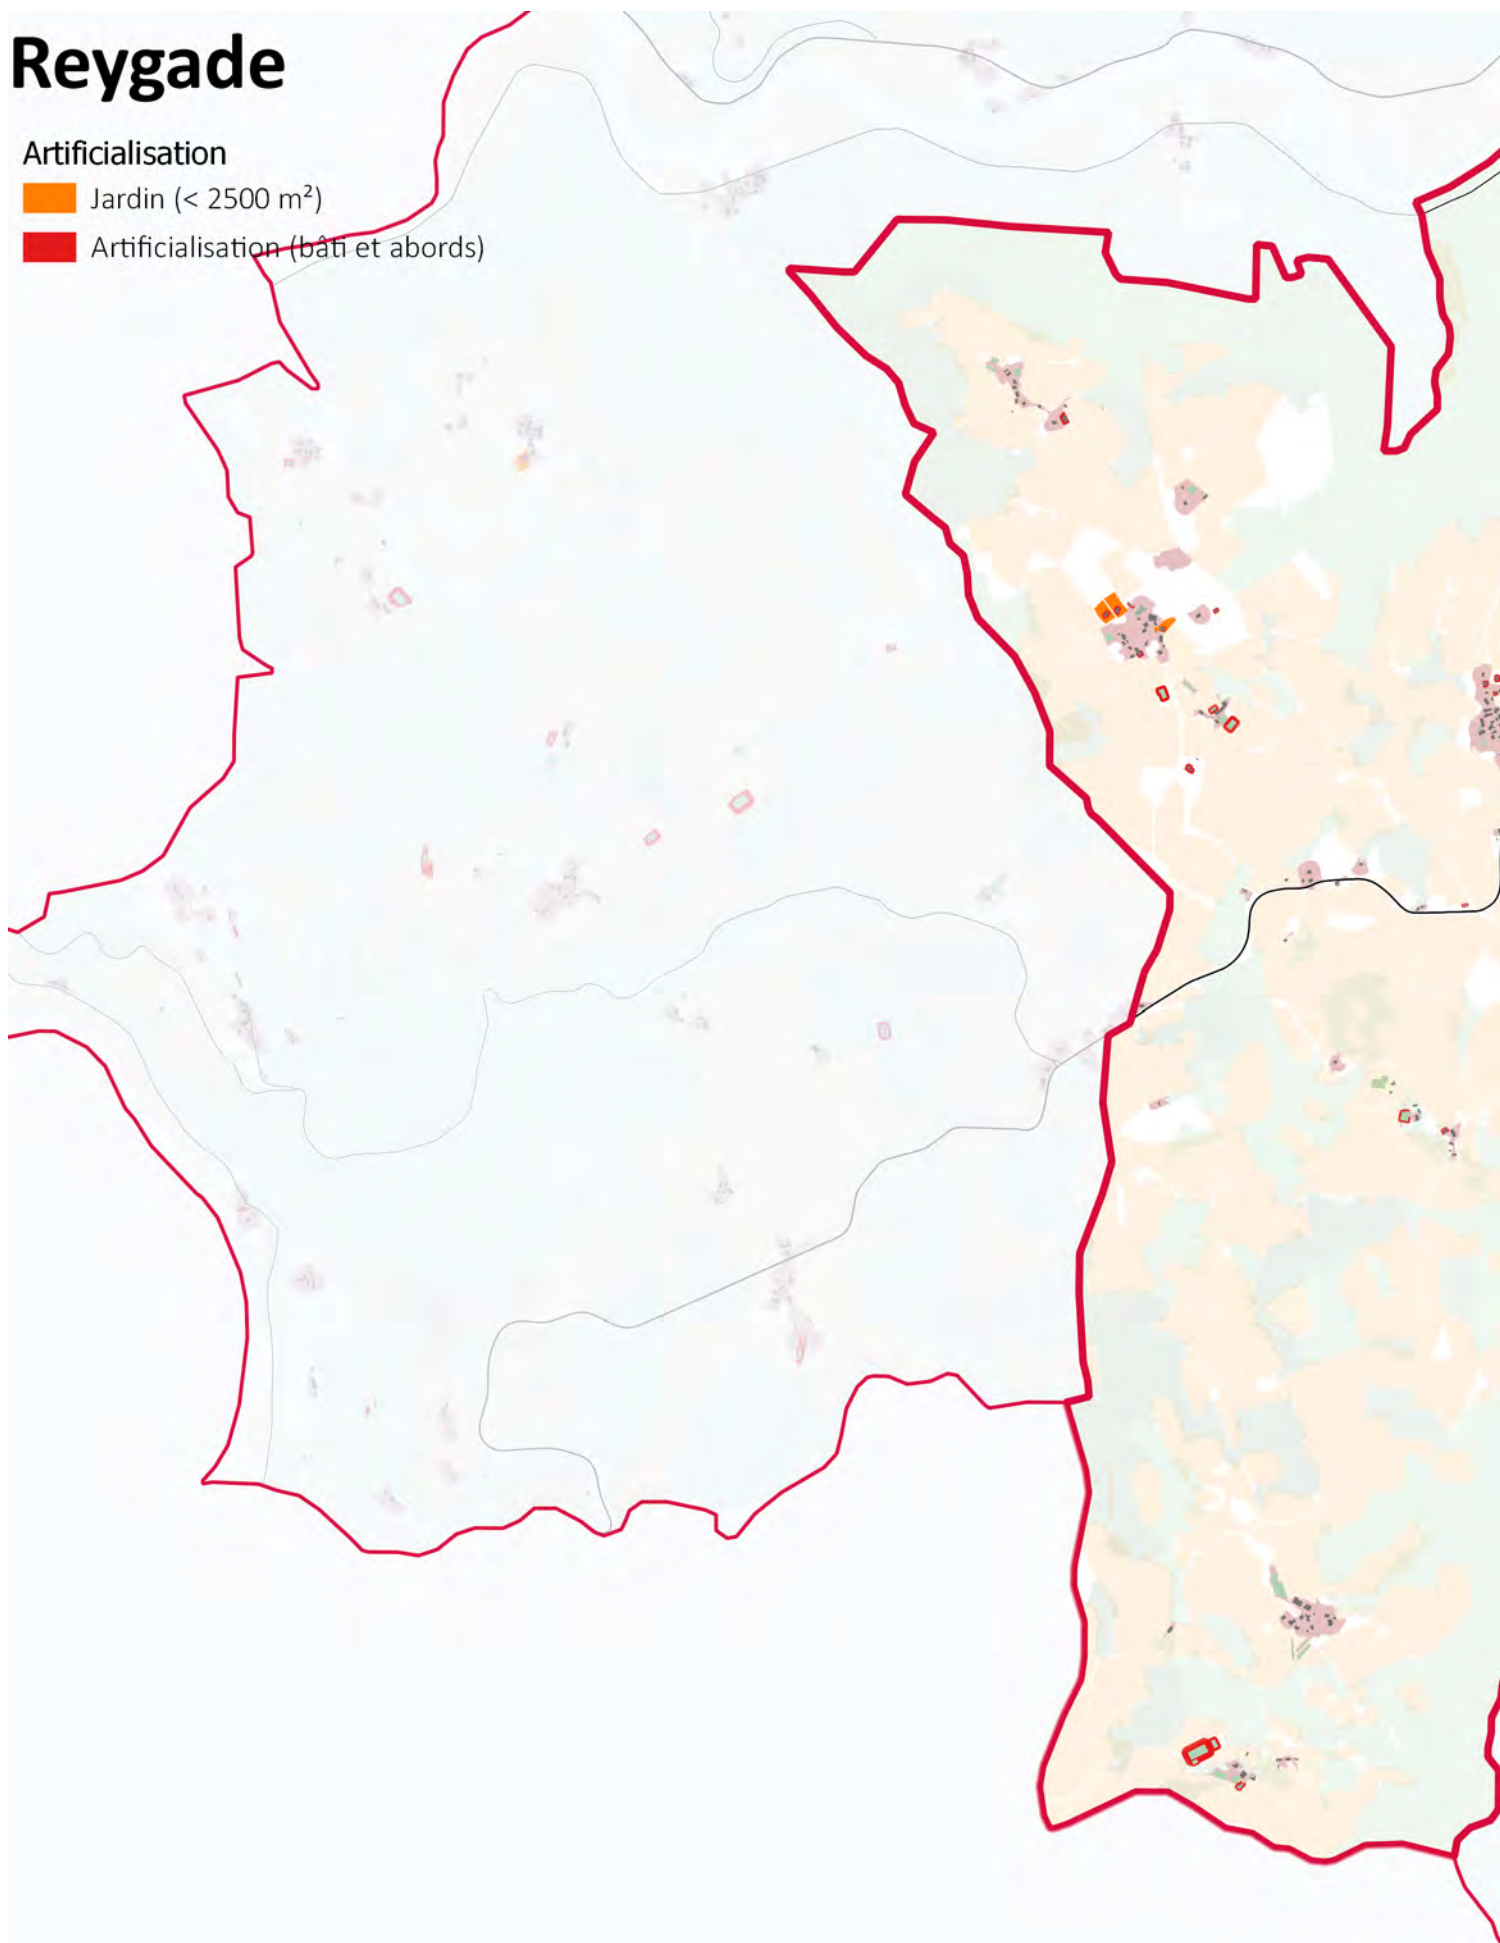 Reygade
Artificialisation
Jardin (< 2500 m²)
Artificialisation (bâti et abords)